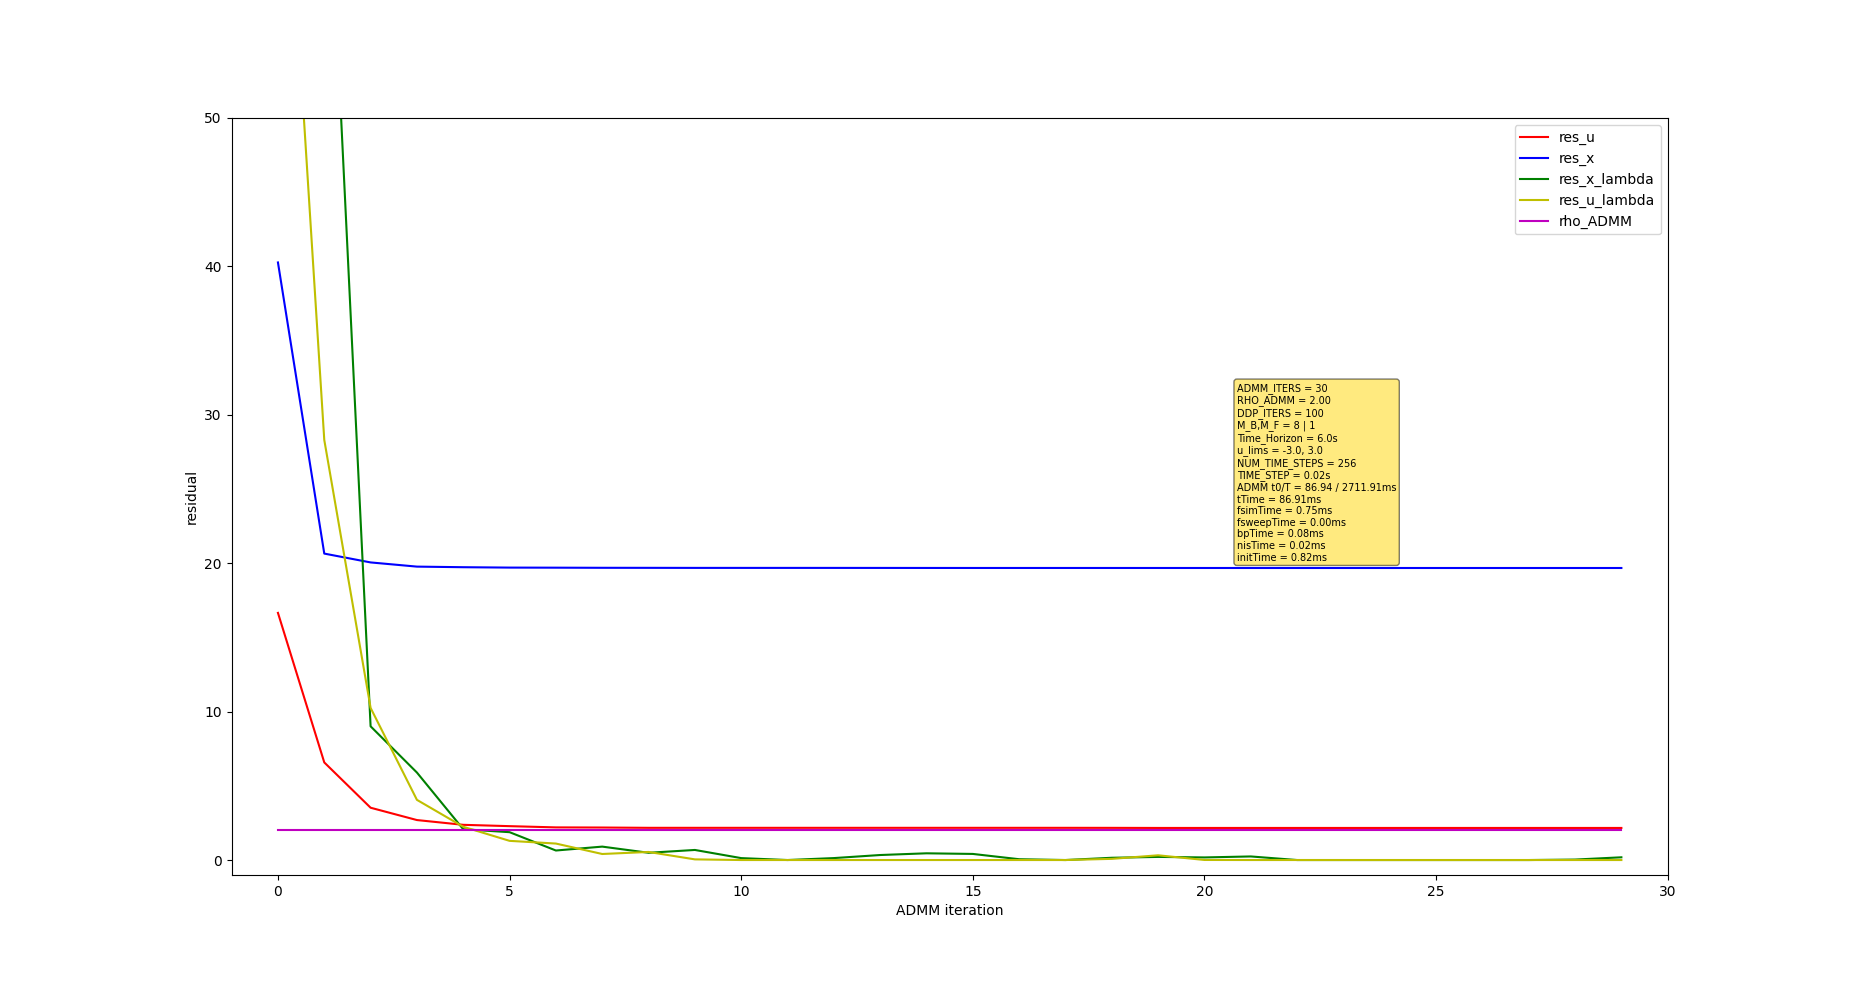 50
40
30
20
10
0
residual
0 5 10 15 20 25 30
ADMM iteration
res_u
res_x
res_x_lambda
res_u_lambda
rho_ADMM
ADMM_ITERS = 30
RHO_ADMM = 2.00
DDP_ITERS = 100
M_B,M_F = 8 | 1
Time_Horizon = 6.0s
u_lims = -3.0, 3.0
NUM_TIME_STEPS = 256
TIME_STEP = 0.02s
ADMM t0/T = 86.94 / 2711.91ms
tTime = 86.91ms
fsimTime = 0.75ms
fsweepTime = 0.00ms
bpTime = 0.08ms
nisTime = 0.02ms
initTime = 0.82ms